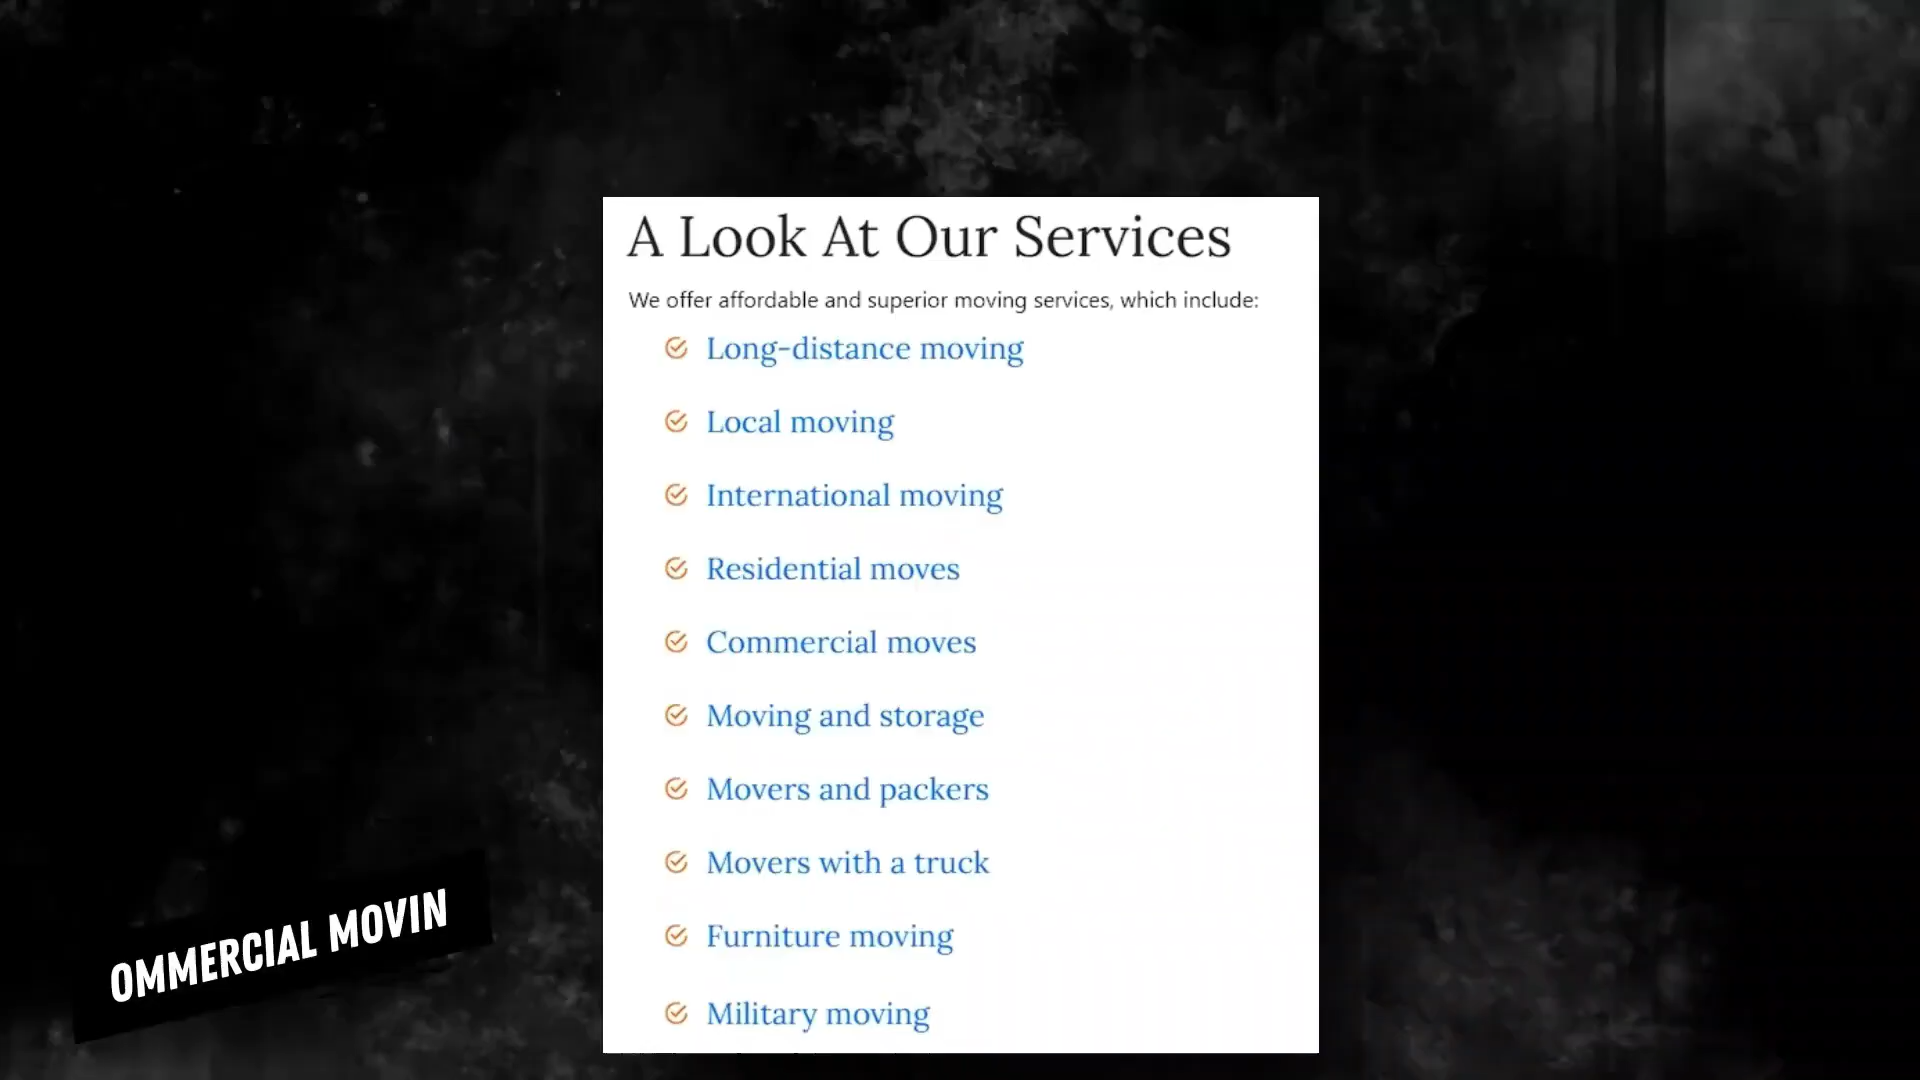 A Look At Our Services
We offer affordable and superior moving services, which include:
Long-distance moving
Local moving
International moving
Residential moves
Commercial moves
Moving and storage
Movers and packers
Movers with a truck
Furniture moving
Military moving
OMMERCIAL MOVIN